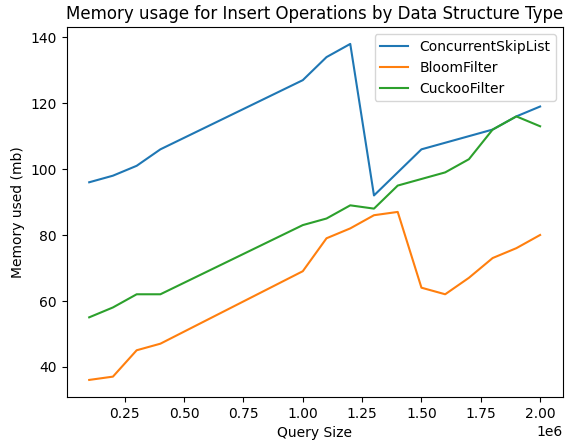 Memory usage for Insert Operations by Data Structure Type
140
120
100
80
60
40
Memory used (mb)
ConcurrentSkipList
BloomFilter
CuckooFilter
0.25 0.50 0.75 1.00 1.25 1.50 1.75 2.00
1e6
Query Size